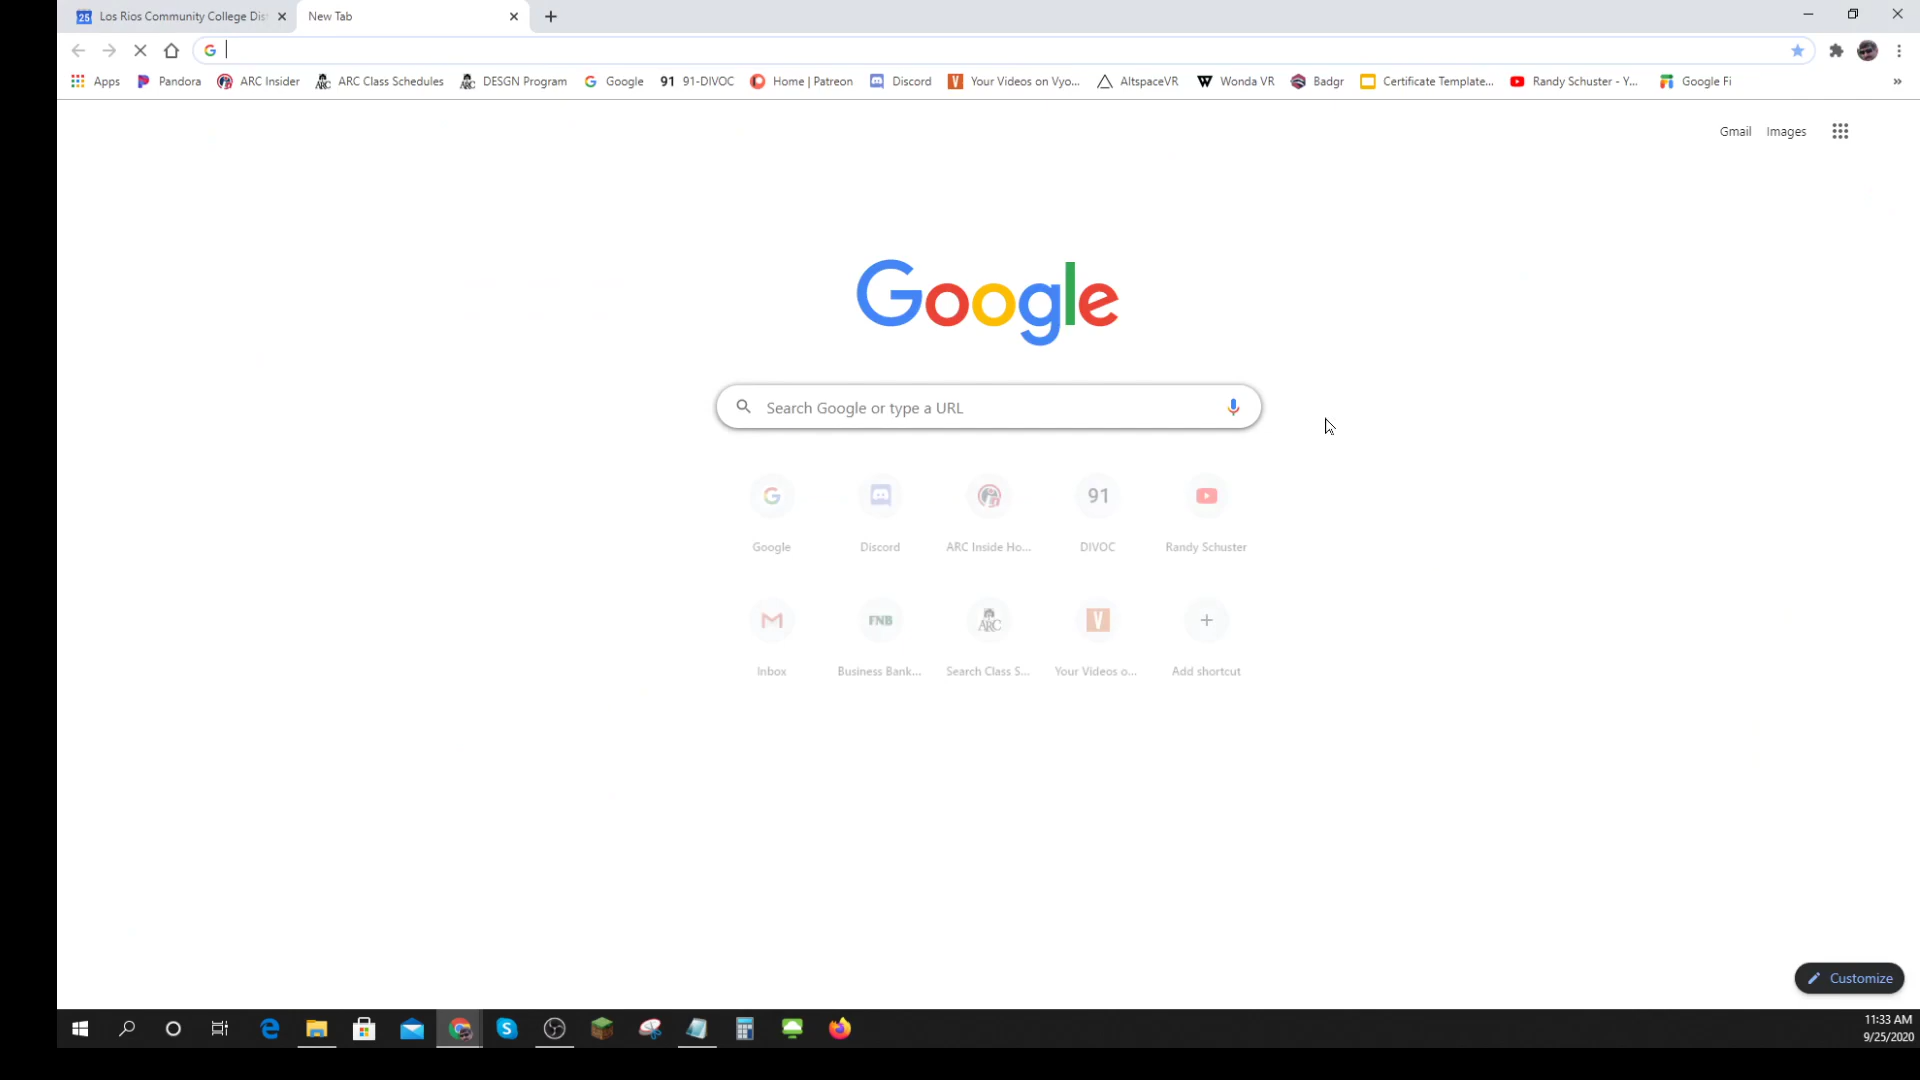 25 Los Rios Community College Dis
New Tab
Apps Pandora ARC Insider ARC Class Schedules DESGN Program Google 91 91-DIVOC Home | Patreon Discord Your Videos on Vyo... AltspaceVR Wonda VR Badgr Certificate Template... Randy Schuster - Y... Google Fi
Gmail Images
Google
Search Google or type a URL
91
Google Discord ARC Inside Ho... DIVOC Randy Schuster
FNB ARC
Inbox Business Bank... Search Class S... Your Videos o... Add shortcut
Customize
11:33 AM
9/25/2020